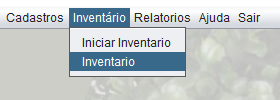 Cadastros Inventário Relatorios Ajuda Sair
Iniciar Inventario
Inventario